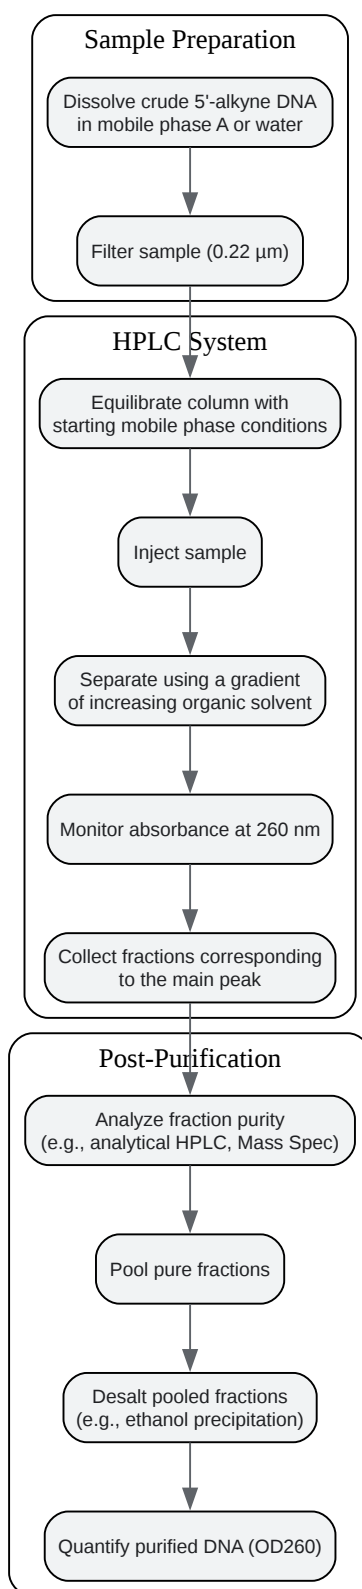 Sample Preparation
Dissolve crude 5'-alkyne DNA
in mobile phase A or water
Filter sample (0.22 µm)
HPLC System
Equilibrate column with
starting mobile phase conditions
Inject sample
Separate using a gradient
of increasing organic solvent
Monitor absorbance at 260 nm
Collect fractions corresponding
to the main peak
Post-Purification
Analyze fraction purity
(e.g., analytical HPLC, Mass Spec)
Pool pure fractions
Desalt pooled fractions
(e.g., ethanol precipitation)
Quantify purified DNA (OD260)